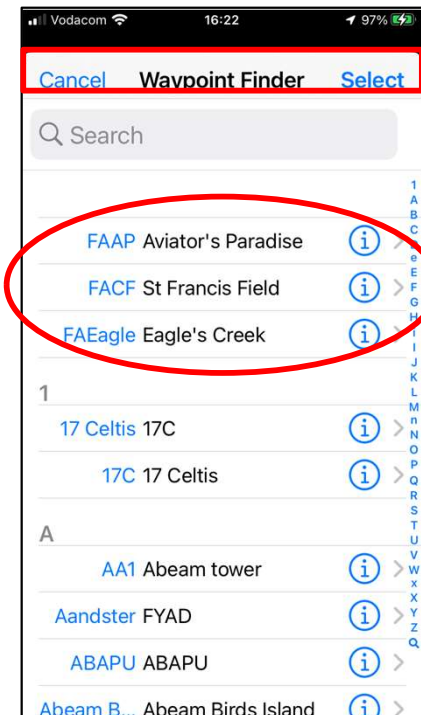 Vodacom 16:22 97%
Cancel Waypoint Finder Select
Search
FAAP Aviator's Paradise
FACF St Francis Field
FAEagle Eagle's Creek
1
17 Celtis 17C
17C 17 Celtis
A
AA1 Abeam tower
Aandster FYAD
ABAPU ABAPU
Abeam B... Abeam Birds Island
1
A
B
C
e
E
F
G
H
I
J
K
L
M
n
N
O
P
Q
R
S
T
U
V
W
x
X
Y
Z